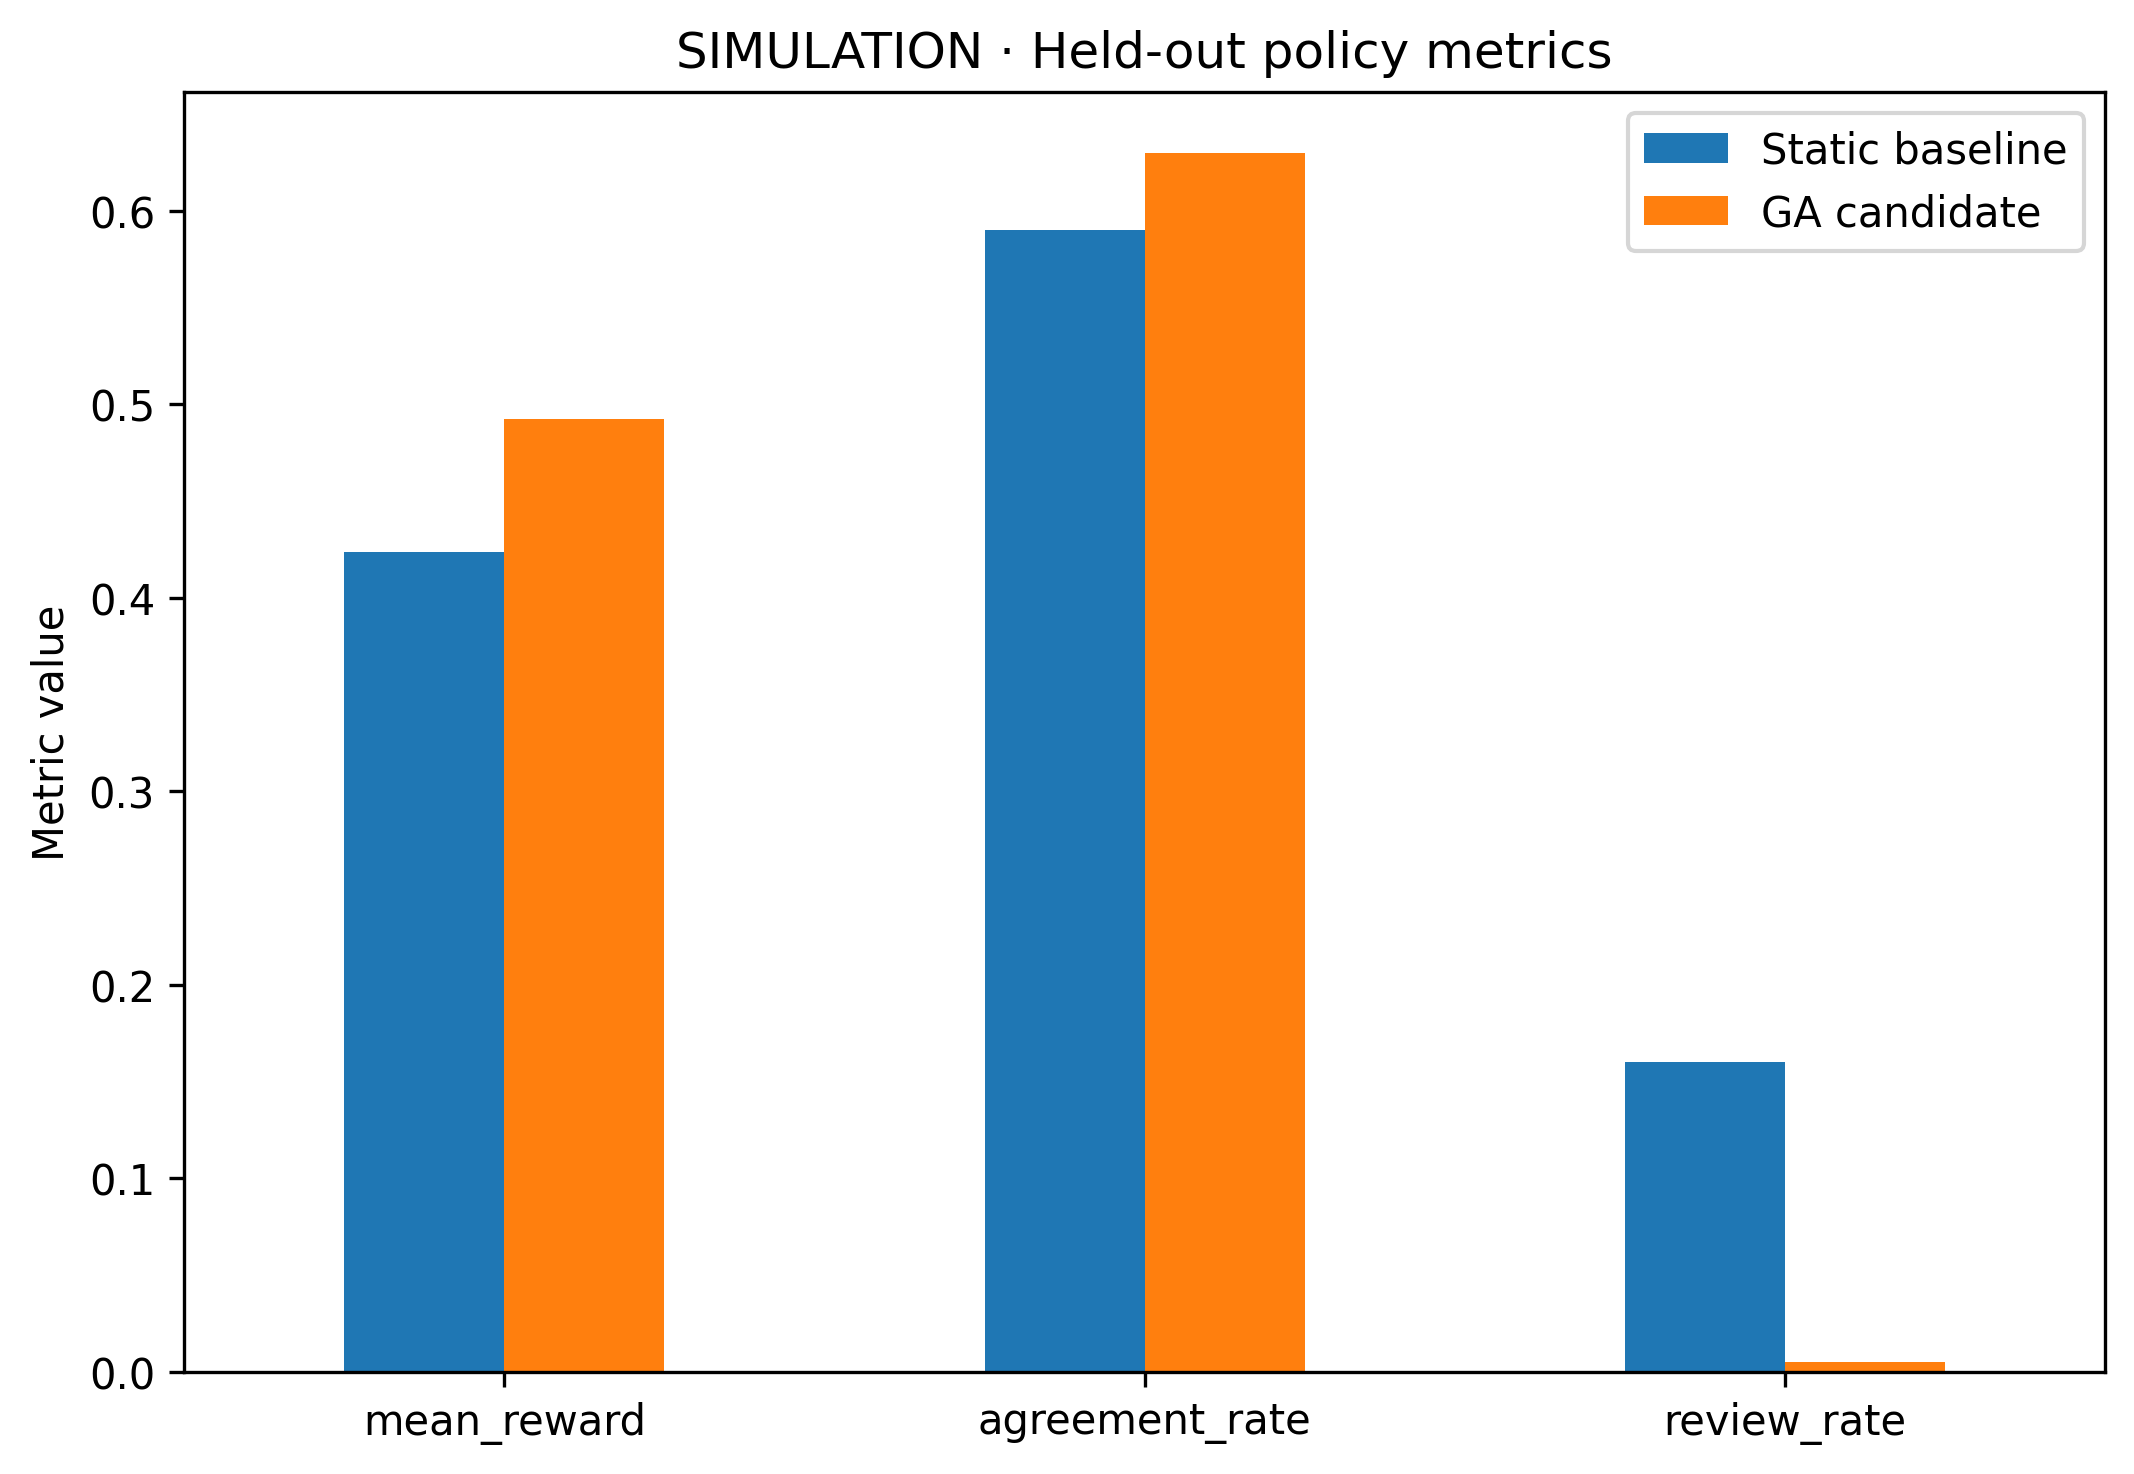 SIMULATION · Held-out policy metrics
Static baseline
GA candidate
Metric value
0.6
0.5
0.4
0.3
0.2
0.1
0.0
mean_reward
agreement_rate
review_rate